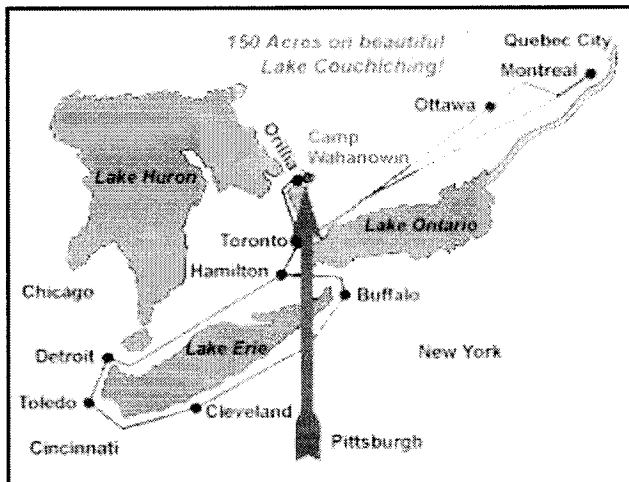 150 Acres on beautiful
Lake Couchiching!
Quebec City
Montreal
Ottawa
Orillia
Camp
Wahanowin
Lake Huron
Lake Ontario
Toronto
Hamilton
Chicago
Buffalo
Detroit
Lake Erie
New York
Toledo
Cleveland
Cincinnati
Pittsburgh